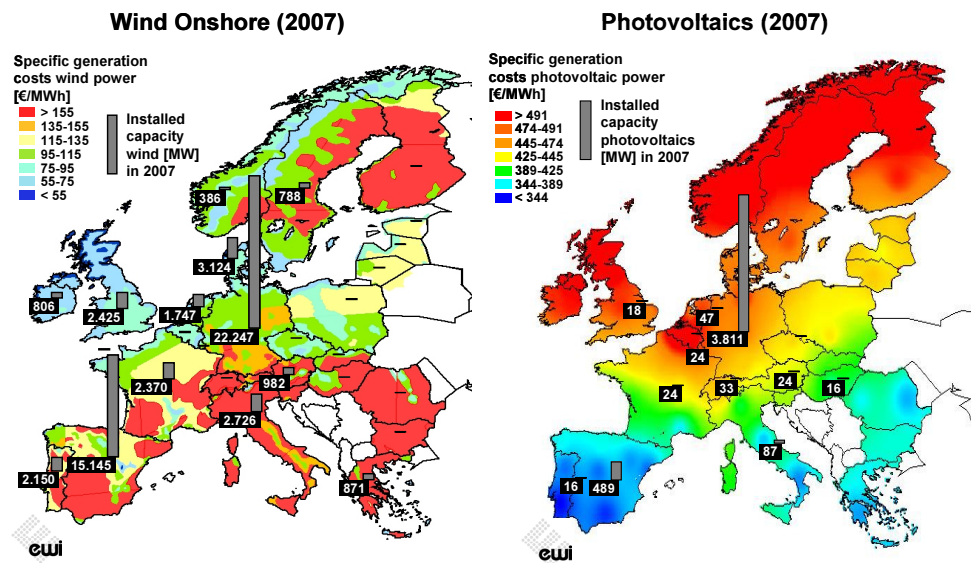 Wind Onshore (2007)
Specific generation
costs wind power
[€/MWh]
> 155
135-155
115-135
95-115
75-95
55-75
< 55
Installed
capacity
wind [MW]
in 2007
386
788
3.124
806
2.425
1.747
22.247
2.370
982
2.726
15.145
2.150
871
ewi
Photovoltaics (2007)
Specific generation
costs photovoltaic power
[€/MWh]
> 491
474-491
445-474
425-445
389-425
344-389
< 344
Installed
capacity
photovoltaics
[MW] in 2007
18
47
3.811
24
24
33
24
16
87
16
489
ewi